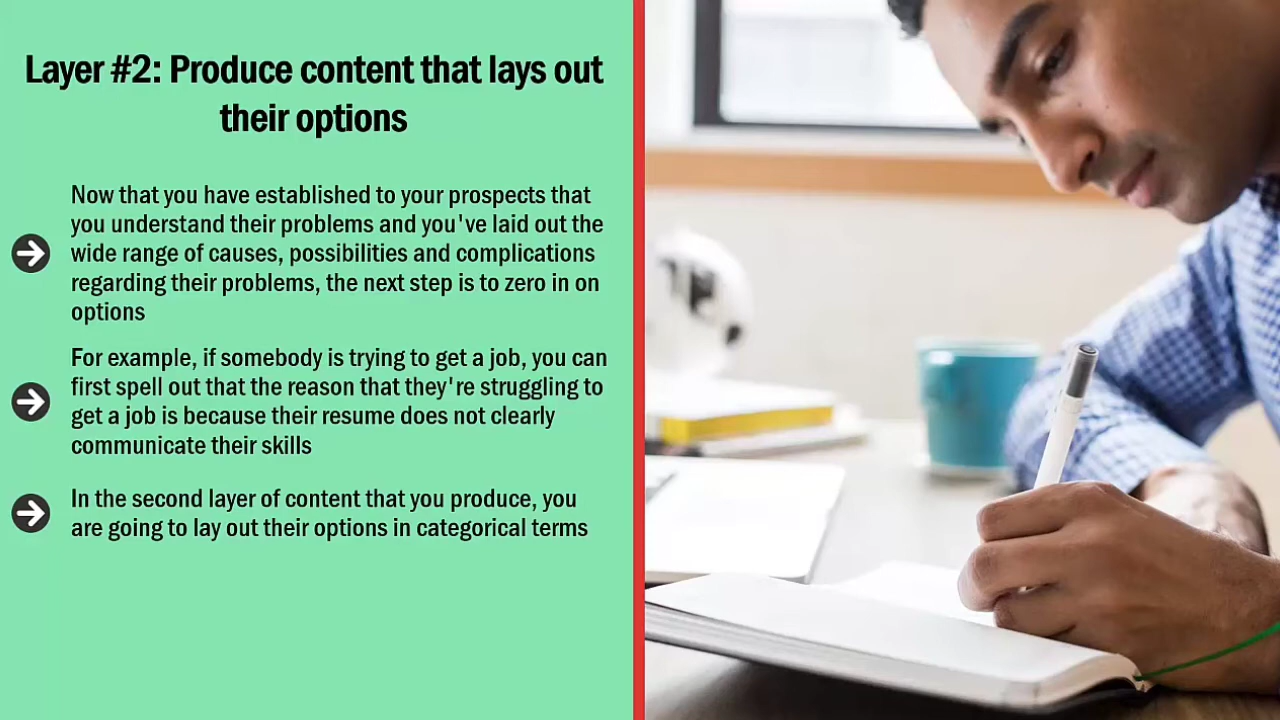 Layer #2: Produce content that lays out
their options
Now that you have established to your prospects that
you understand their problems and you've laid out the
wide range of causes, possibilities and complications
regarding their problems, the next step is to zero in on
options
For example, if somebody is trying to get a job, you can
first spell out that the reason that they're struggling to
get a job is because their resume does not clearly
communicate their skills
In the second layer of content that you produce, you
are going to lay out their options in categorical terms